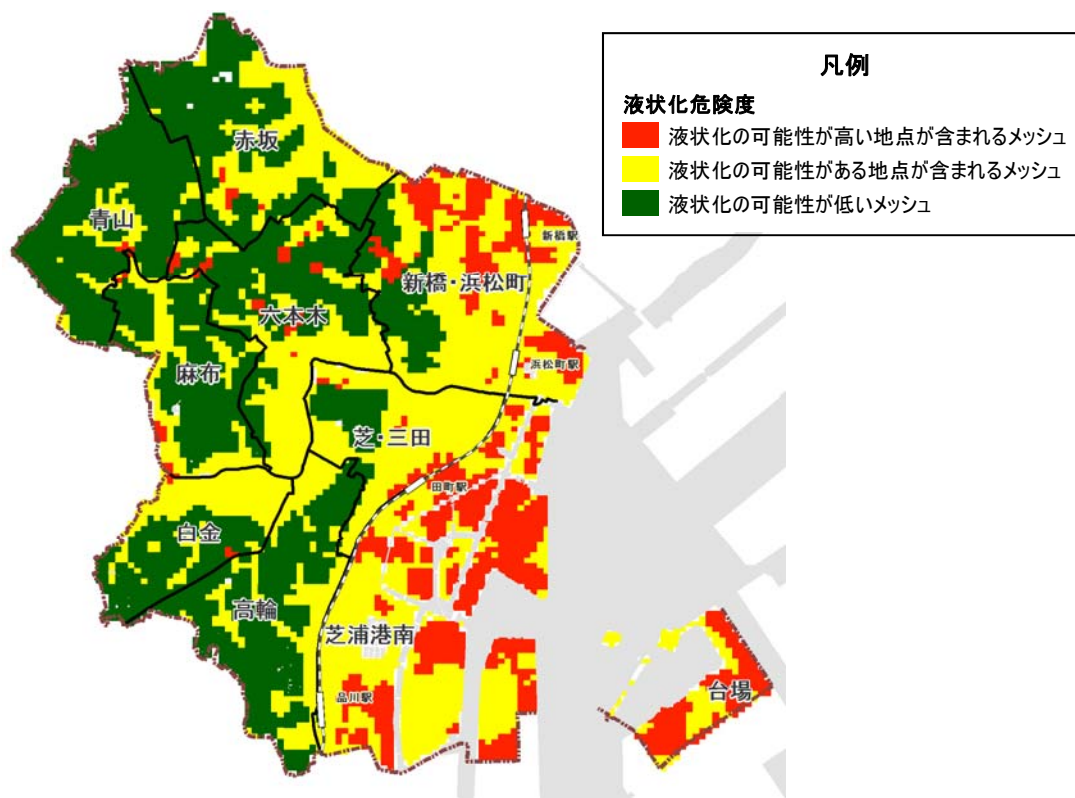 凡例
液状化危険度
液状化の可能性が高い地点が含まれるメッシュ
液状化の可能性がある地点が含まれるメッシュ
液状化の可能性が低いメッシュ
赤坂
青山
新橋駅
新橋・浜松町
六本木
浜松町駅
麻布
芝・三田
田町駅
白金
高輪
芝浦港南
品川駅
台場